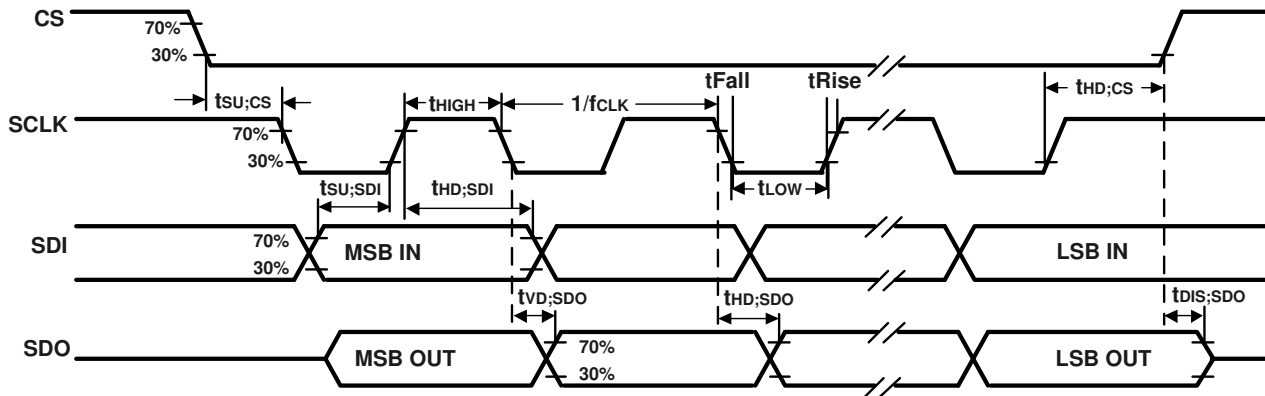 CS
70%
30%
tFall
tRise
tHD;CS
tSU;CS
tHIGH
1/fCLK
SCLK
70%
30%
tSU;SDI
tHD;SDI
tLOW
SDI
70%
30%
MSB IN
LSB IN
tVD;SDO
tHD;SDO
tDIS;SDO
SDO
MSB OUT
70%
30%
LSB OUT